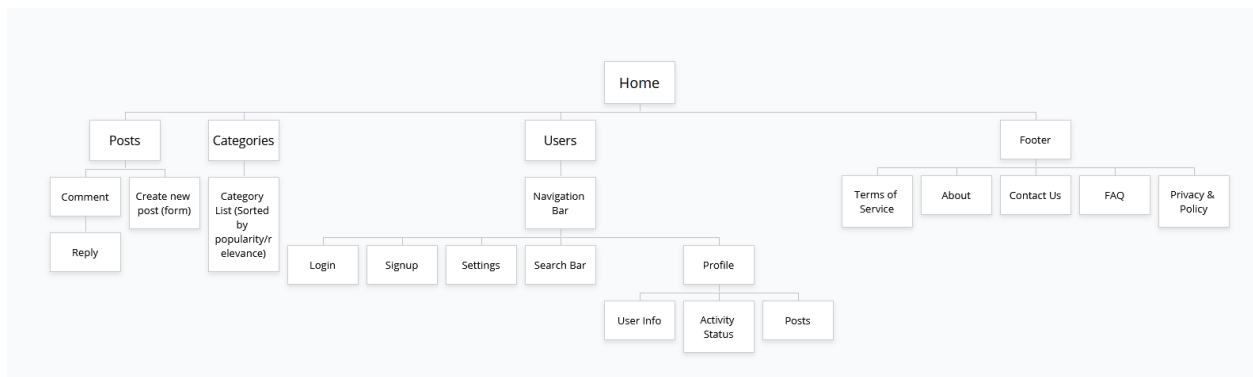 Home
Posts
Categories
Users
Footer
Comment
Create new
post (form)
Category
List (Sorted
by
popularity/r
elevance)
Navigation
Bar
Terms of
Service
About
Contact Us
FAQ
Privacy &
Policy
Reply
Login
Signup
Settings
Search Bar
Profile
User Info
Activity
Status
Posts